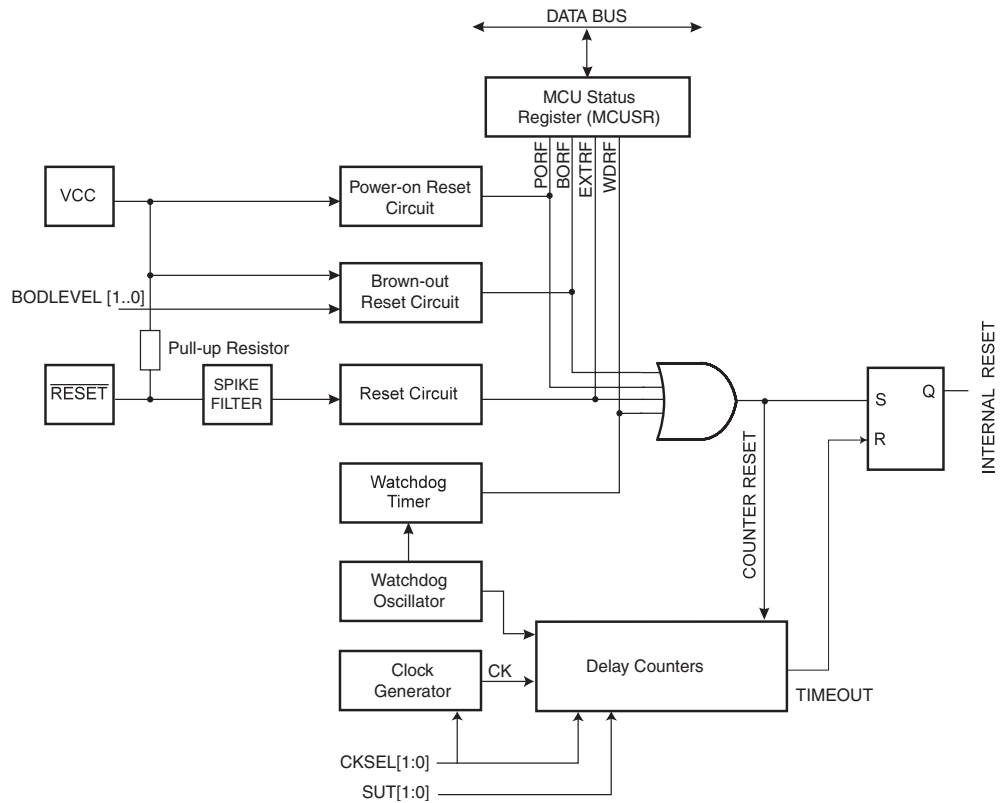 DATA BUS
MCU Status
Register (MCUSR)
PORF
BORF
EXTRF
WDRF
VCC
Power-on Reset
Circuit
Brown-out
Reset Circuit
BODLEVEL [1..0]
Pull-up Resistor
RESET
SPIKE
FILTER
Reset Circuit
S
Q
R
INTERNAL RESET
Watchdog
Timer
COUNTER RESET
Watchdog
Oscillator
Clock
Generator
CK
Delay Counters
TIMEOUT
CKSEL[1:0]
SUT[1:0]